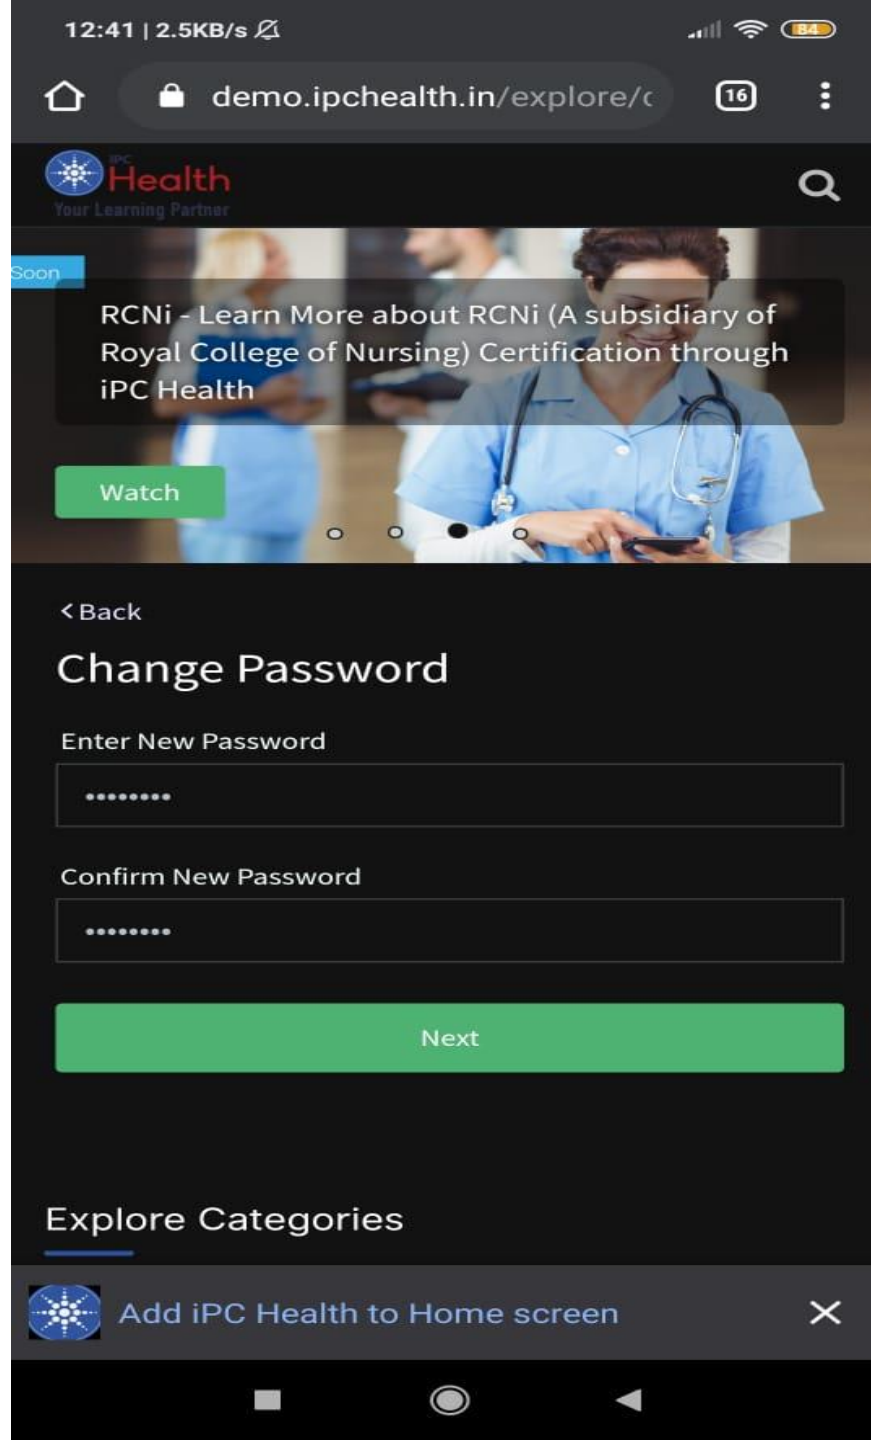 12:41 | 2.5KB/s
84
demo.ipchealth.in/explore/c
16
iPC
Health
Your Learning Partner
Soon
RCNi - Learn More about RCNi (A subsidiary of
Royal College of Nursing) Certification through
iPC Health
Watch
<Back
Change Password
Enter New Password
••••••••
Confirm New Password
••••••••
Next
Explore Categories
Add iPC Health to Home screen